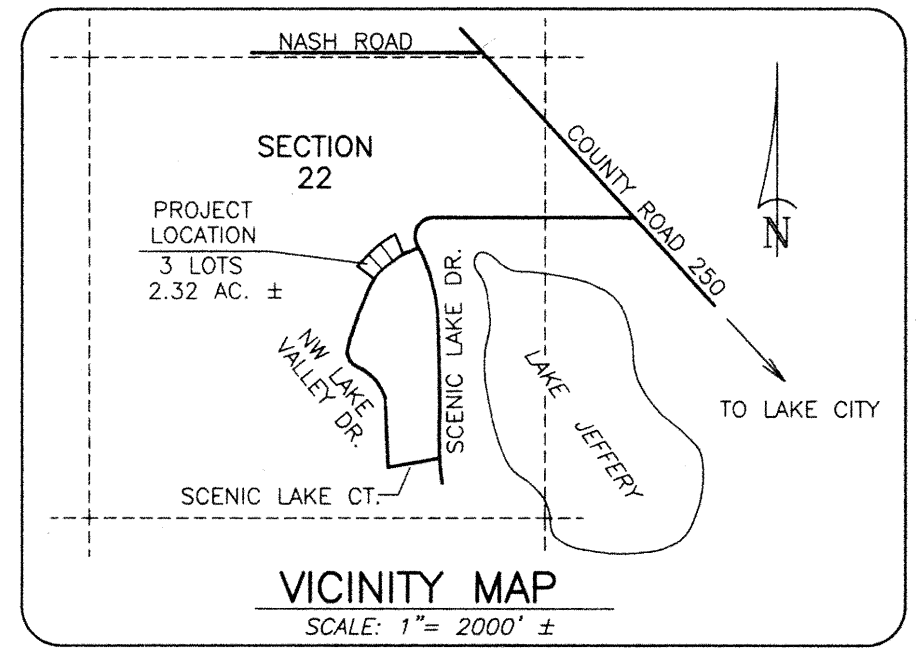 NASH ROAD
SECTION
22
COUNTY ROAD 250
N
PROJECT
LOCATION
3 LOTS
2.32 AC. ±
SCENIC LAKE DR.
NW LAKE
VALLEY DR.
LAKE JEFFERY
TO LAKE CITY
SCENIC LAKE CT.
VICINITY MAP
SCALE: 1"= 2000' ±